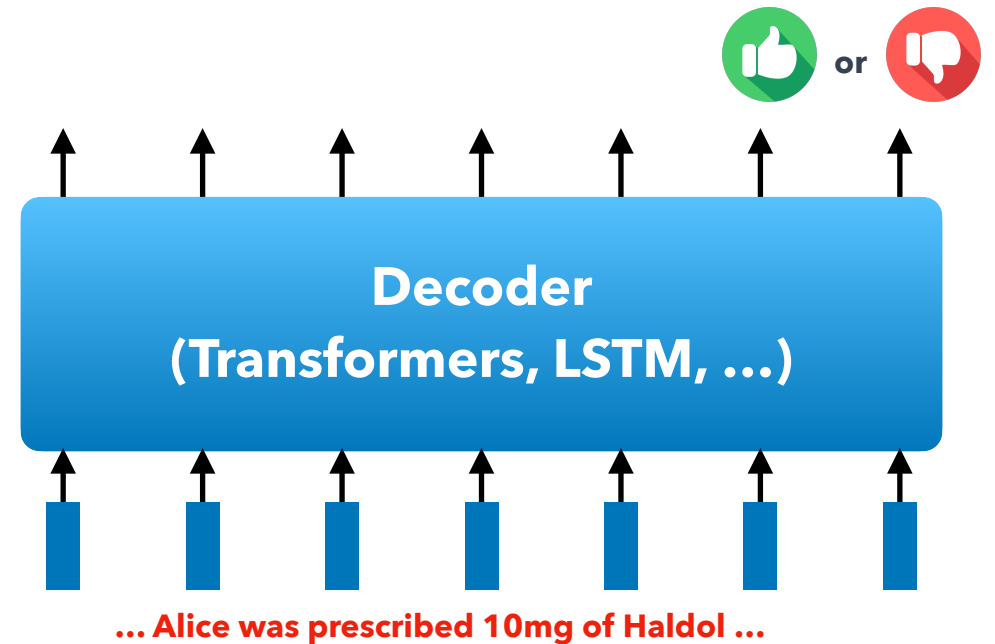 or
Decoder
(Transformers, LSTM, …)
… Alice was prescribed 10mg of Haldol …